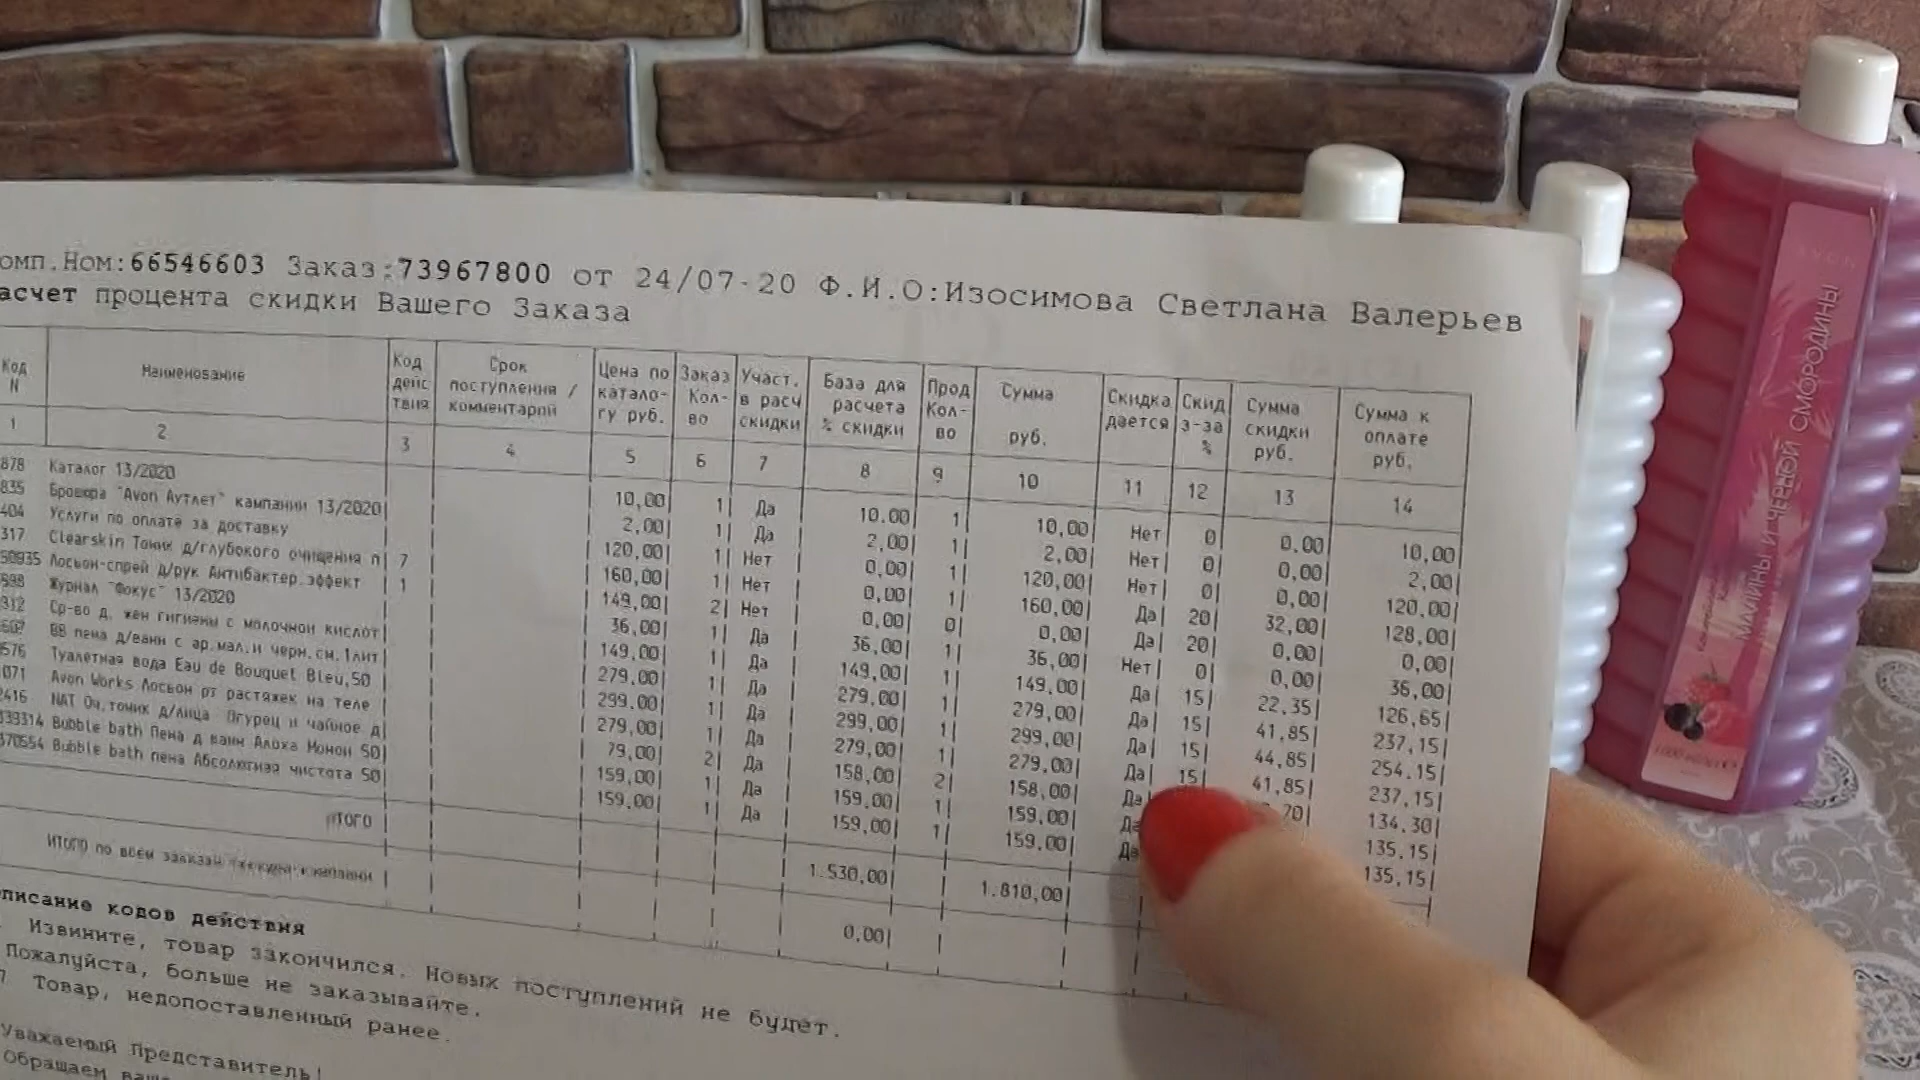 омп.Ном:66546603 Заказ:73967800 от 24/07-20 Ф.И.О:Изосимова Светлана Валерьев
асчет процента скидки Вашего Заказа
Код N | Наименование | Код дейс твия | Срок поступления / комментарий | Цена по катало- гу руб. | Заказ Кол- во | Участ. в расч скидки | База для расчета % скидки | Прод Кол- во | Сумма руб. | Скидка дается | Скид з-за % | Сумма скидки руб. | Сумма к оплате руб.
1 2 3 4 5 6 7 8 9 10 11 12 13 14
878 Каталог 13/2020 10,00 1 Да 10.00 1 10,00 Нет 0 0,00 10,00
835 Брошюра "Avon Аутлет" кампании 13/2020 2,00 1 Да 2,00 1 2,00 Нет 0 0,00 2,00
404 Услуги по оплате за доставку 120,00 1 Нет 0,00 1 120,00 Нет 0 0,00 120,00
317 Clearskin Тоник д/глубокого очищения п 7 160,00 1 Нет 0,00 1 160,00 Да 20 32,00 128,00
50935 Лосьон-спрей д/рук Антибактер.эффект 1 149,00 2 Нет 0,00 0 0,00 Да 20 0,00 0,00
598 Журнал "Фокус" 13/2020 36,00 1 Да 36,00 1 36,00 Нет 0 0,00 36,00
312 Ср-во д. жен гигиены с молочной кислот 149,00 1 Да 149,00 1 149,00 Да 15 22,35 126,65
BB пена д/ванн с ар.мал.и черн.см.1лит 279,00 1 Да 279,00 1 279,00 Да 15 41,85 237,15
576 Туалетная вода Eau de Bouquet Bleu,50 299,00 1 Да 299,00 1 299,00 Да 15 44,85 254.15
071 Avon Works Лосьон от растяжек на теле 279,00 1 Да 279,00 1 279,00 Да 15 41,85 237,15
2416 NAT Оч.тоник д/лица Огурец и чайное д 79,00 2 Да 158,00 2 158,00 Да 70 134,30
139314 Bubble bath Пена д ванн Алоха Монои 50 159,00 1 Да 159,00 1 159,00 Да 135,15
370554 Bubble bath пена Абсолютная чистота 50 159,00 1 Да 159,00 1 159,00 Да 135,15
ИТОГО 1.530,00 1.810,00
ИТОГО по всем заказам текущей кампании 0,00
писание кодов действия
Извините, товар закончился. Новых поступлений не будет.
Пожалуйста, больше не заказывайте.
7 Товар, недопоставленный ранее.
Уважаемый Представитель!
Обращаем
AVON
МАЛИНЫ И ЧЕРНОЙ СМОРОДИНЫ